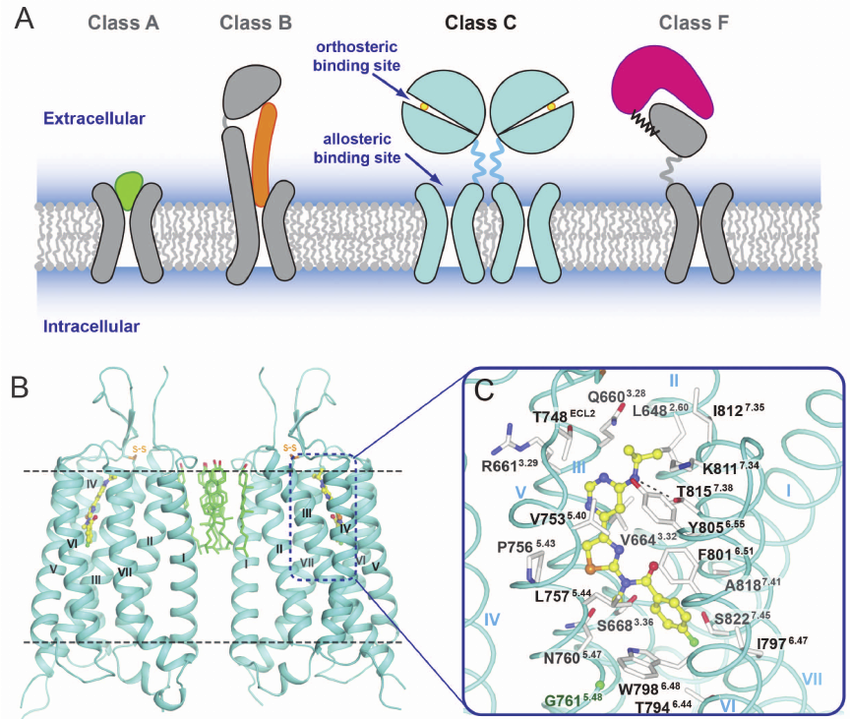 A
Class A
Class B
Class C
Class F
orthosteric
binding site
Extracellular
allosteric
binding site
Intracellular
B
S-S
S-S
IV
VI
V
III
VII
II
I
I
II
III
VII
IV
VI
V
C
II
Q660 3.28
L648 2.60
I812 7.35
T748 ECL2
R661 3.29
III
K811 7.34
I
V
T815 7.38
V753 5.40
Y805 6.55
V664 3.32
P756 5.43
F801 6.51
A818 7.41
L757 5.44
IV
S668 3.36
S822 7.45
I797 6.47
N760 5.47
VII
G761 5.48
W798 6.48
VI
T794 6.44